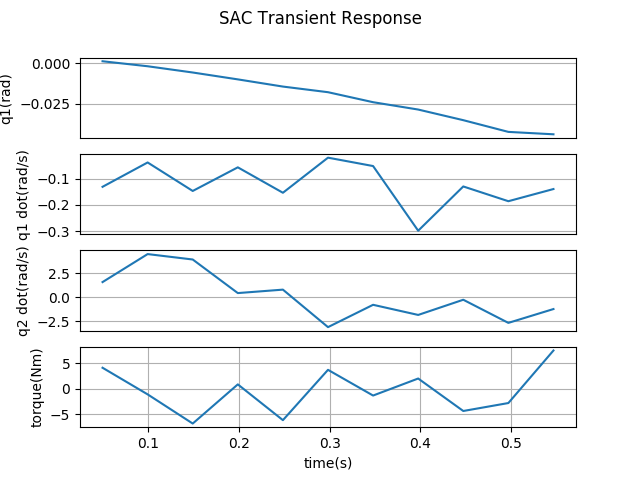 SAC Transient Response
0.000
−0.025
q1(rad)
−0.1
−0.2
−0.3
q1 dot(rad/s)
2.5
0.0
−2.5
q2 dot(rad/s)
5
0
−5
torque(Nm)
0.1 0.2 0.3 0.4 0.5
time(s)